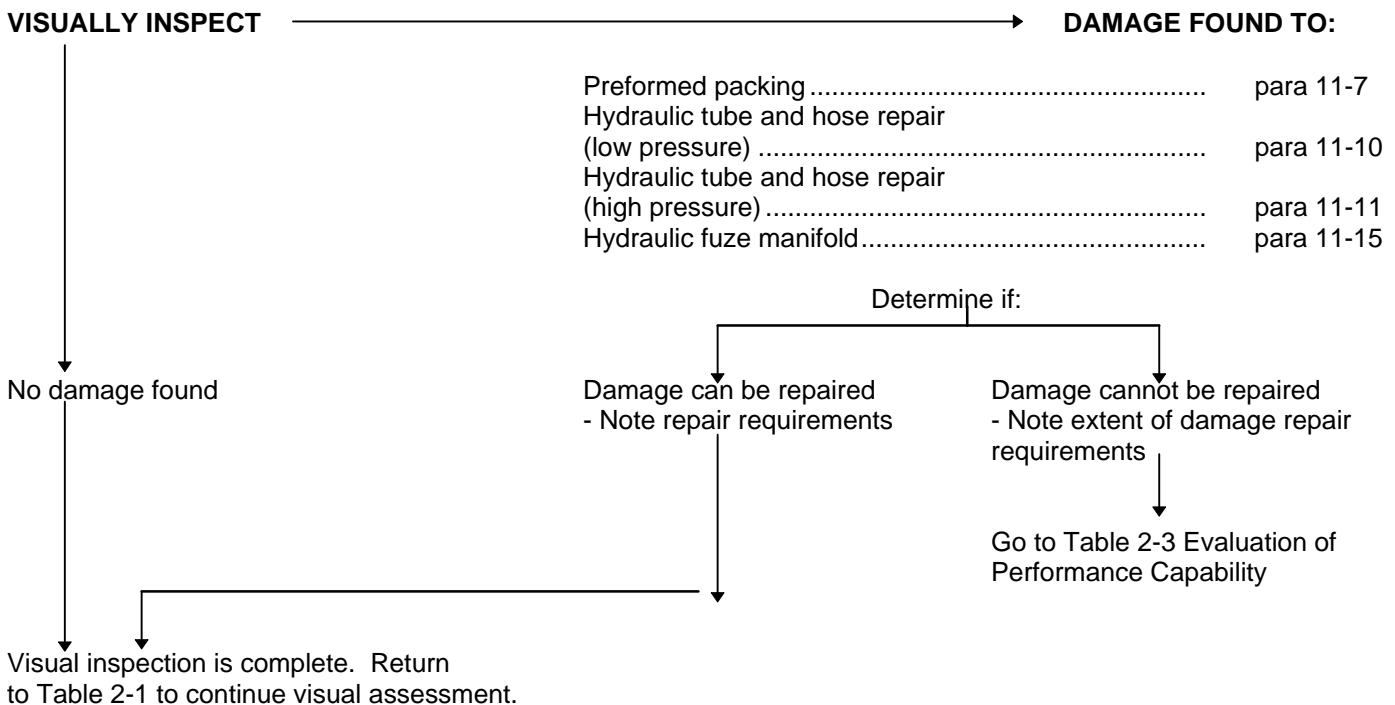 VISUALLY INSPECT DAMAGE FOUND TO:
Preformed packing ................................................. para 11-7
Hydraulic tube and hose repair
(low pressure) ....................................................... para 11-10
Hydraulic tube and hose repair
(high pressure) ...................................................... para 11-11
Hydraulic fuze manifold .......................................... para 11-15
Determine if:
No damage found
Damage can be repaired
- Note repair requirements
Damage cannot be repaired
- Note extent of damage repair
requirements
Go to Table 2-3 Evaluation of
Performance Capability
Visual inspection is complete. Return
to Table 2-1 to continue visual assessment.